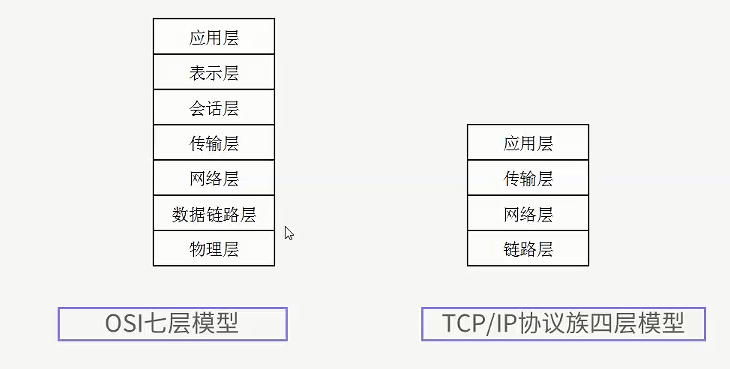 应用层
表示层
会话层
传输层
网络层
数据链路层
物理层
OSI七层模型
应用层
传输层
网络层
链路层
TCP/IP协议族四层模型